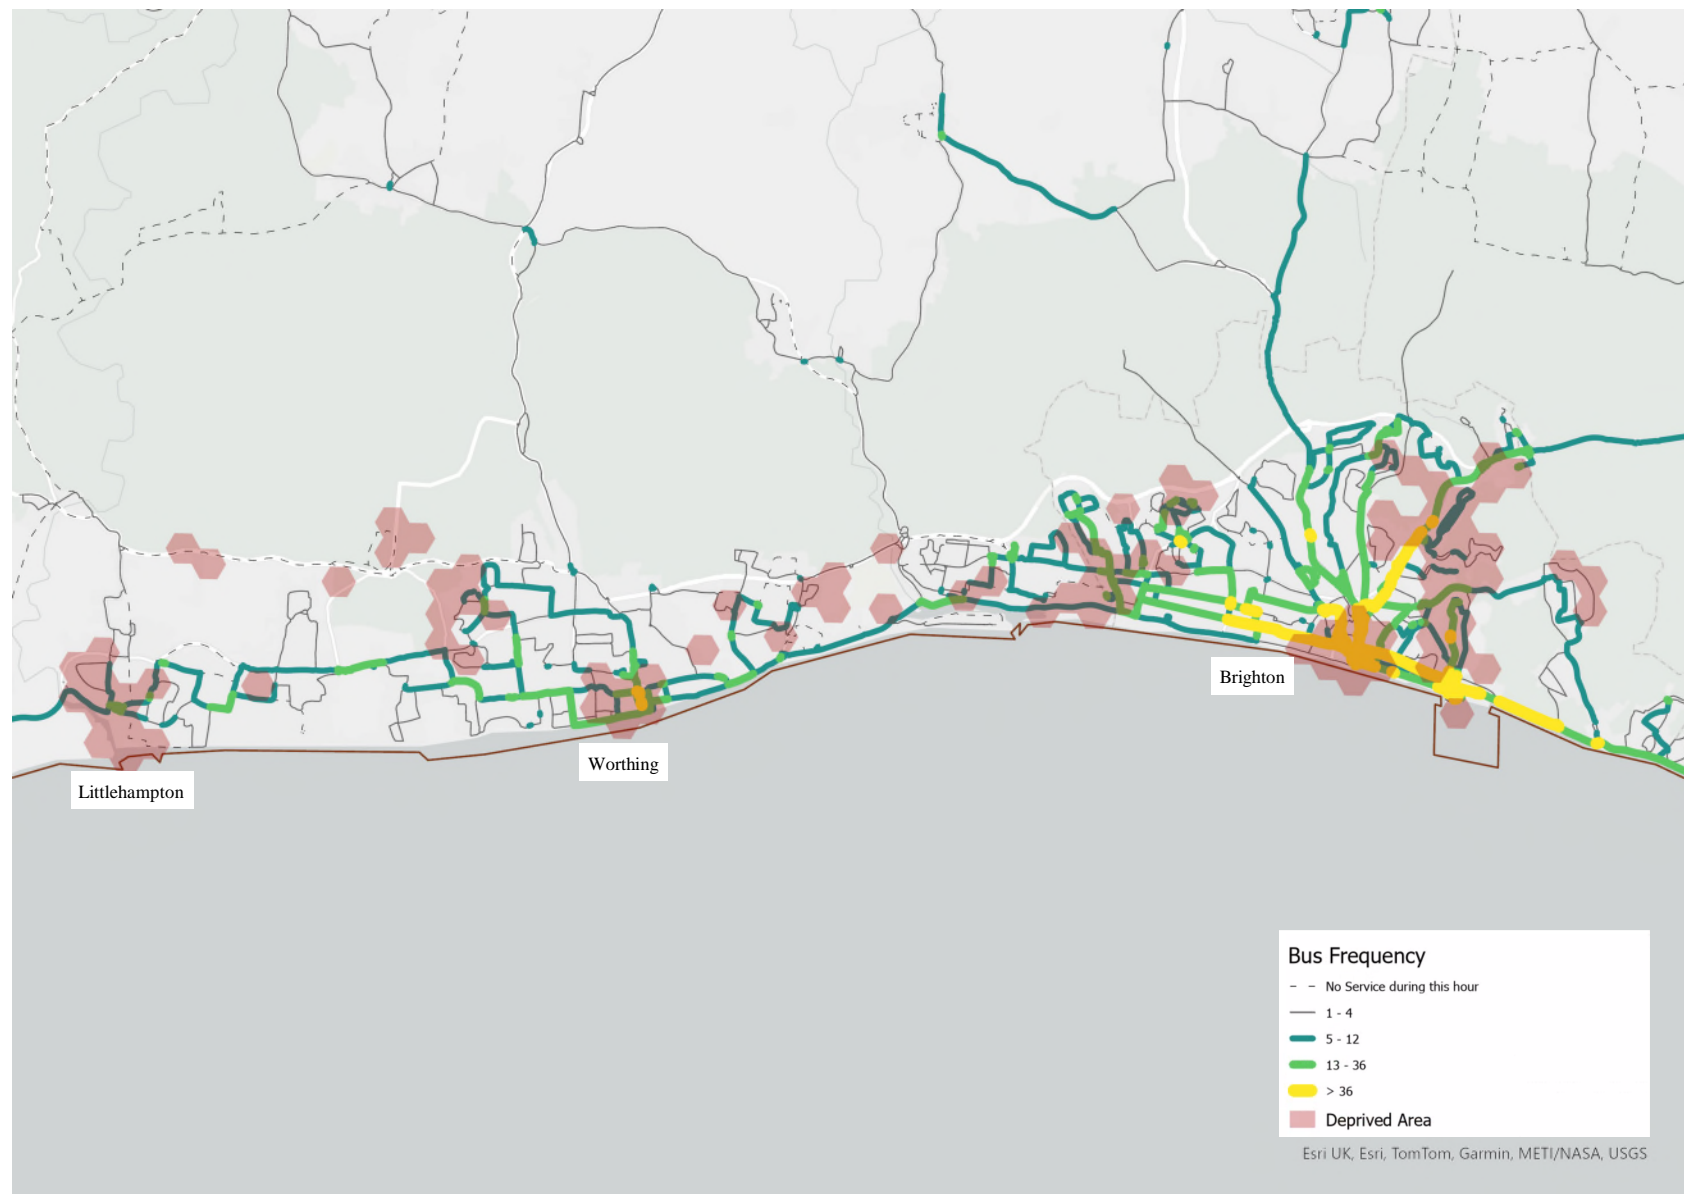 Brighton
Worthing
Littlehampton
Bus Frequency
No Service during this hour
1 - 4
5 - 12
13 - 36
> 36
Deprived Area
Esri UK, Esri, TomTom, Garmin, METI/NASA, USGS